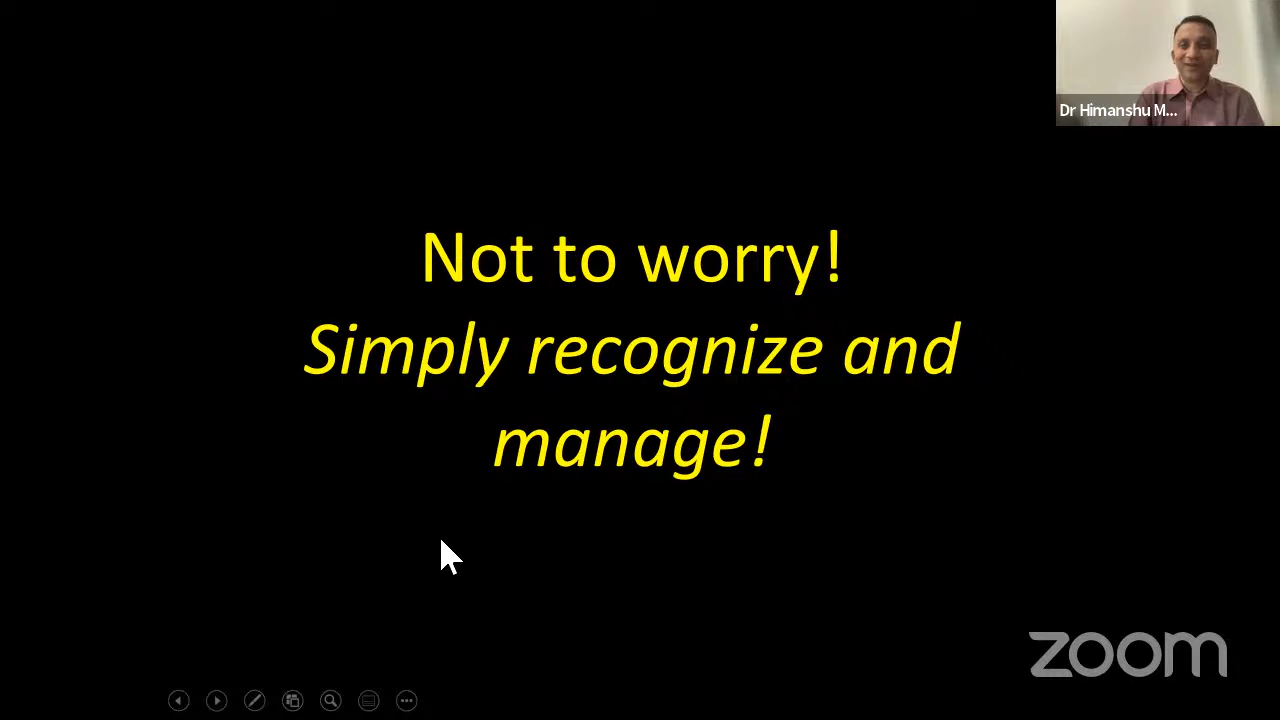 Dr Himanshu M...
Not to worry!
Simply recognize and
manage!
zoom